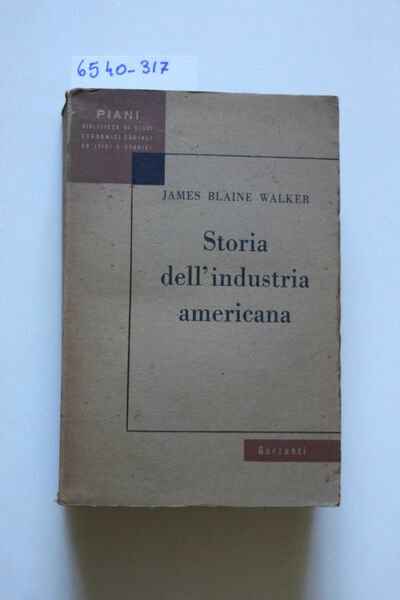 6540-317
PIANI
BIBLIOTECA DI STUDI
ECONOMICI, SOCIALI
POLITICI E STORICI
JAMES BLAINE WALKER
Storia
dell'industria
americana
Garzanti